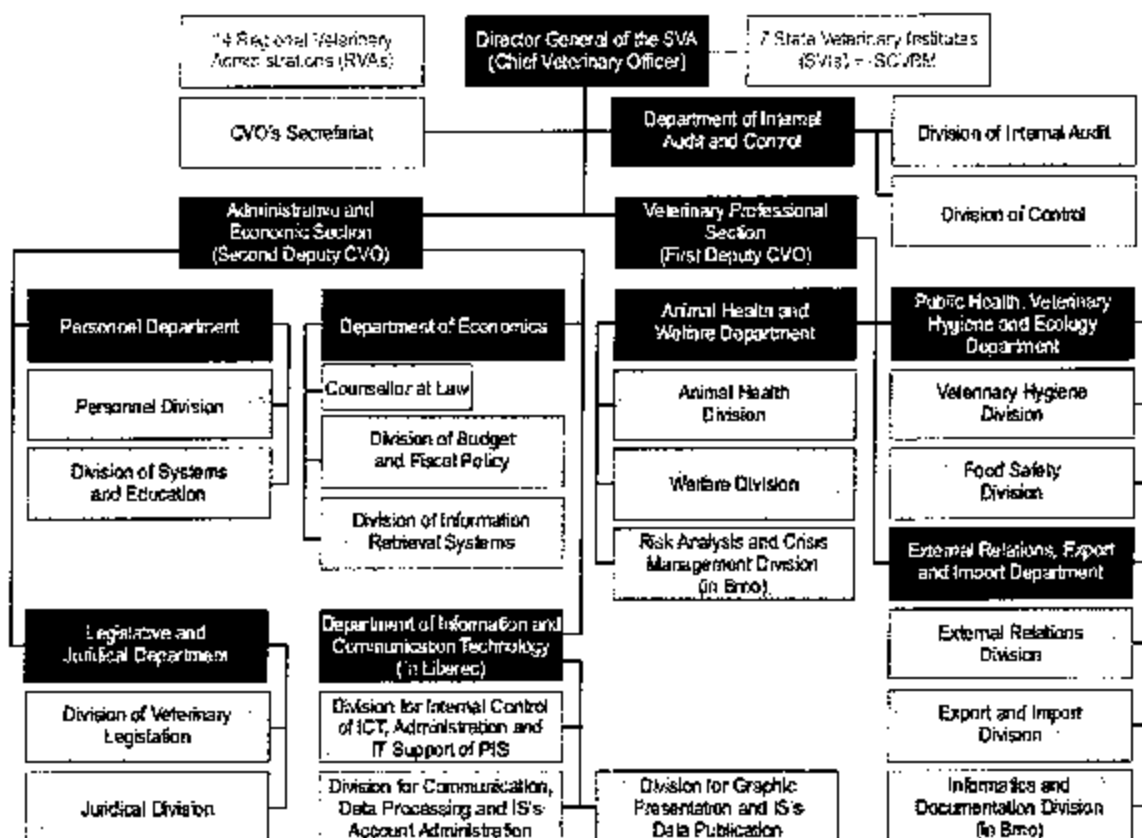 14 Regional Veterinary
Administrations (RVAs)
Director General of the SVA
(Chief Veterinary Officer)
7 State Veterinary Institutes
(SVIs) +
CVO's Secretariat
Department of Internal
Audit and Control
Division of Internal Audit
Division of Control
Administrative and
Economic Section
(Second Deputy CVO)
Veterinary Professional
Section
(First Deputy CVO)
Personnel Department
Department of Economics
Animal Health and
Welfare Department
Public Health, Veterinary
Hygiene and Ecology
Department
Personnel Division
Counsellor at Law
Animal Health
Division
Veternary Hygiene
Division
Division of Systems
and Education
Division of Budget
and Fiscal Policy
Welfare Division
Food Safety
Division
Division of Information
Retrieval Systems
Risk Analysis and Crisis
Management Division
(in Brno)
External Relations, Export
and Import Department
Legislative and
Juridical Department
Department of Information and
Communication Technology
(in Liberec)
External Relations
Division
Division of Veterinary
Legislation
Division for Internal Control
of ICT, Administration and
IT Support of PIS
Export and Import
Division
Juridical Division
Division for Communication,
Data Processing and IS's
Account Administration
Division for Graphic
Presentation and IS's
Data Publication
Informatics and
Documentation Division
(in Brno)